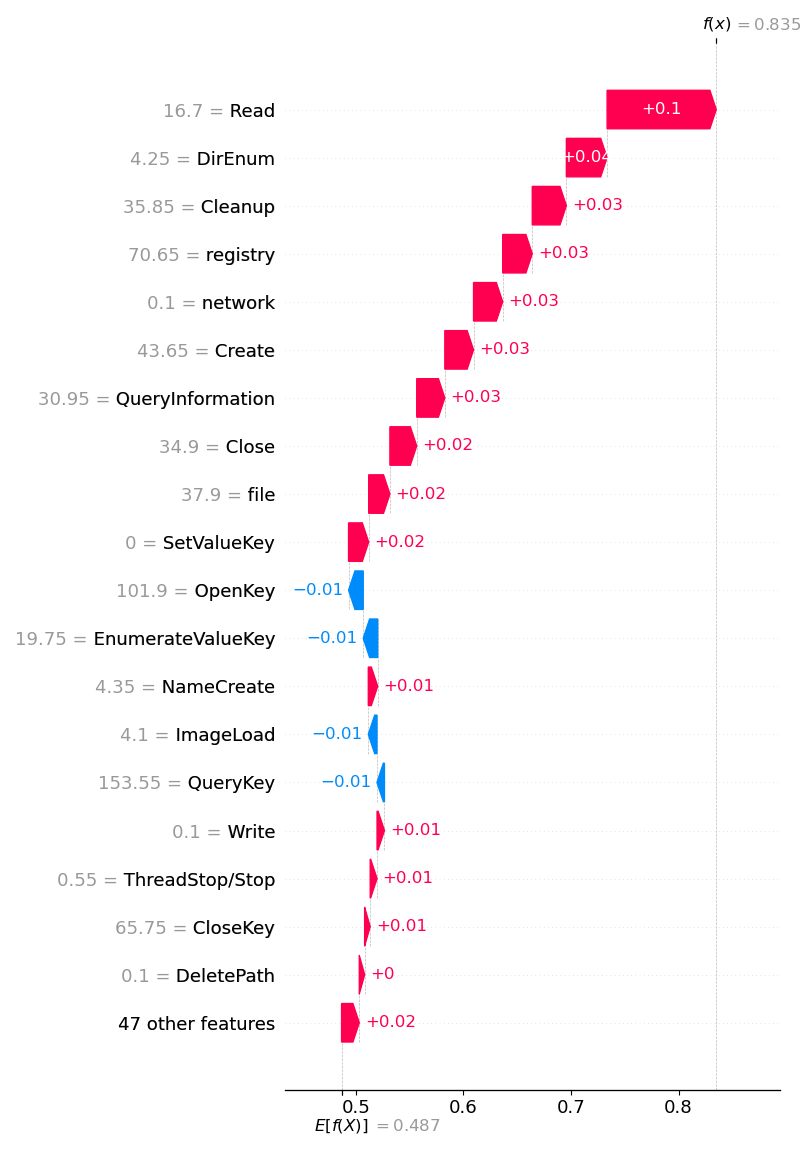 f(x) = 0.835
16.7 = Read
+0.1
4.25 = DirEnum
+0.04
35.85 = Cleanup
+0.03
70.65 = registry
+0.03
0.1 = network
+0.03
43.65 = Create
+0.03
30.95 = QueryInformation
+0.03
34.9 = Close
+0.02
37.9 = file
+0.02
0 = SetValueKey
+0.02
101.9 = OpenKey
−0.01
19.75 = EnumerateValueKey
−0.01
4.35 = NameCreate
+0.01
4.1 = ImageLoad
−0.01
153.55 = QueryKey
−0.01
0.1 = Write
+0.01
0.55 = ThreadStop/Stop
+0.01
65.75 = CloseKey
+0.01
0.1 = DeletePath
+0
47 other features
+0.02
0.5 0.6 0.7 0.8
E[f(X)] = 0.487